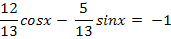 12/13 cosx − 5/13 sinx = −1